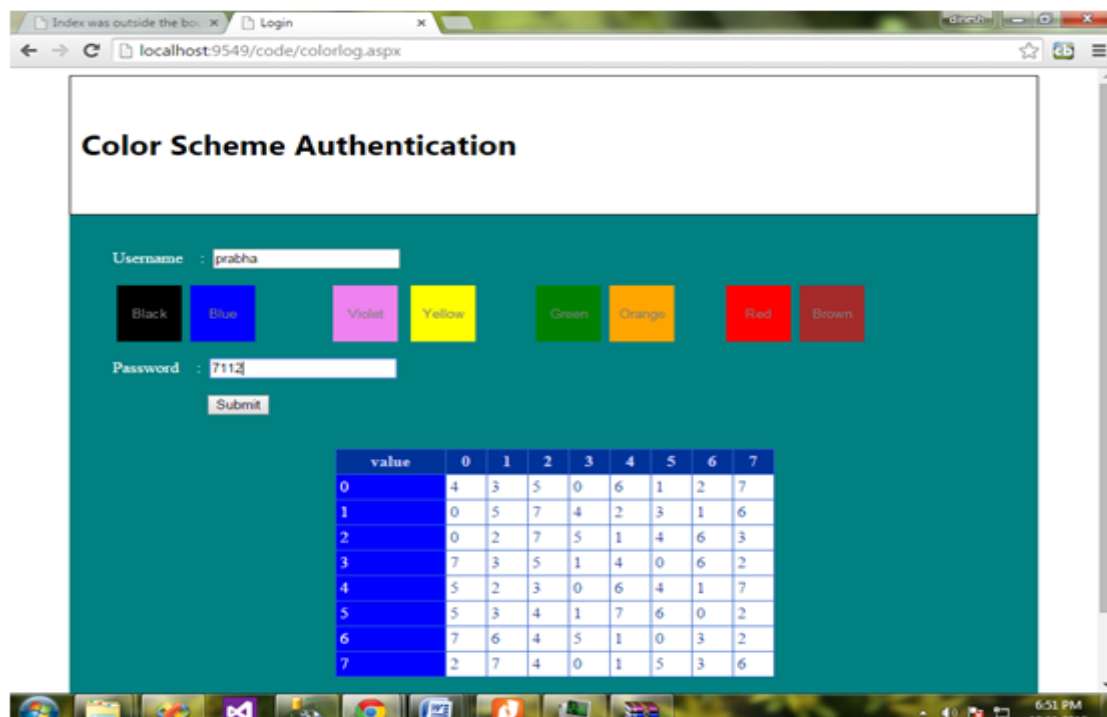 Index was outside the bou
Login
dinesh
localhost:9549/code/colorlog.aspx
Color Scheme Authentication
Username : prabha
Black Blue Violet Yellow Green Orange Red Brown
Password : 7112
Submit
value 0 1 2 3 4 5 6 7
0 4 3 5 0 6 1 2 7
1 0 5 7 4 2 3 1 6
2 0 2 7 5 1 4 6 3
3 7 3 5 1 4 0 6 2
4 5 2 3 0 6 4 1 7
5 5 3 4 1 7 6 0 2
6 7 6 4 5 1 0 3 2
7 2 7 4 0 1 5 3 6
6:51 PM